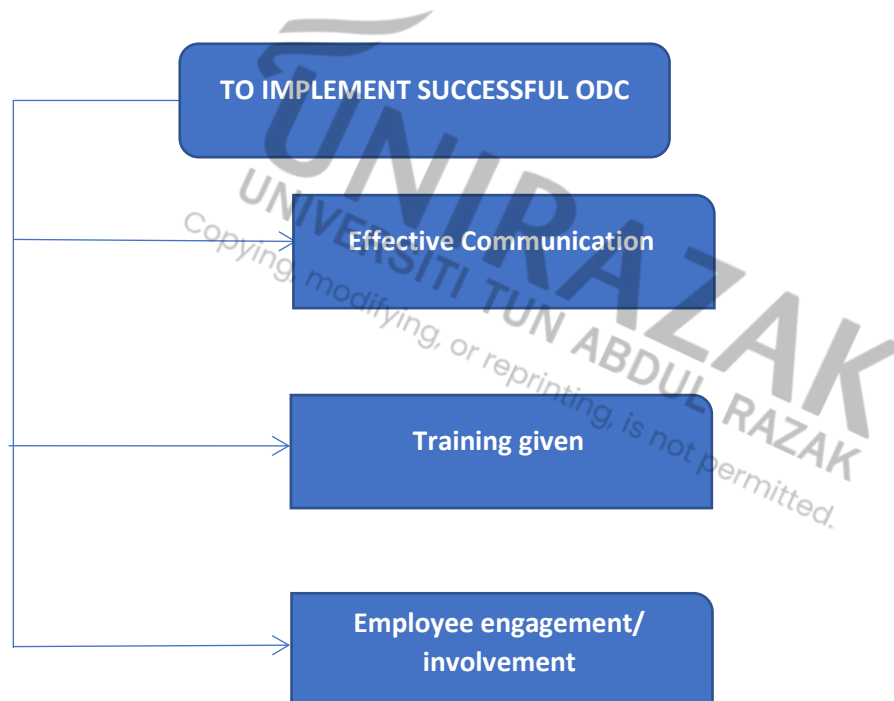 TO IMPLEMENT SUCCESSFUL ODC
UNIRAZAK
UNIVERSITI TUN ABDUL RAZAK
Copying, modifying, or reprinting, is not permitted.
Effective Communication
Training given
Employee engagement/
involvement